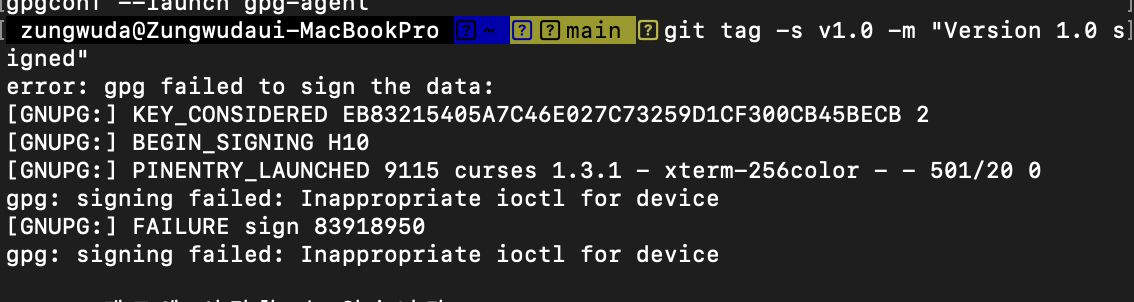 gpgconf --launch gpg-agent
zungwuda@Zungwudaui-MacBookPro ~ main git tag -s v1.0 -m "Version 1.0 s
igned"
error: gpg failed to sign the data:
[GNUPG:] KEY_CONSIDERED EB83215405A7C46E027C73259D1CF300CB45BECB 2
[GNUPG:] BEGIN_SIGNING H10
[GNUPG:] PINENTRY_LAUNCHED 9115 curses 1.3.1 - xterm-256color - - 501/20 0
gpg: signing failed: Inappropriate ioctl for device
[GNUPG:] FAILURE sign 83918950
gpg: signing failed: Inappropriate ioctl for device